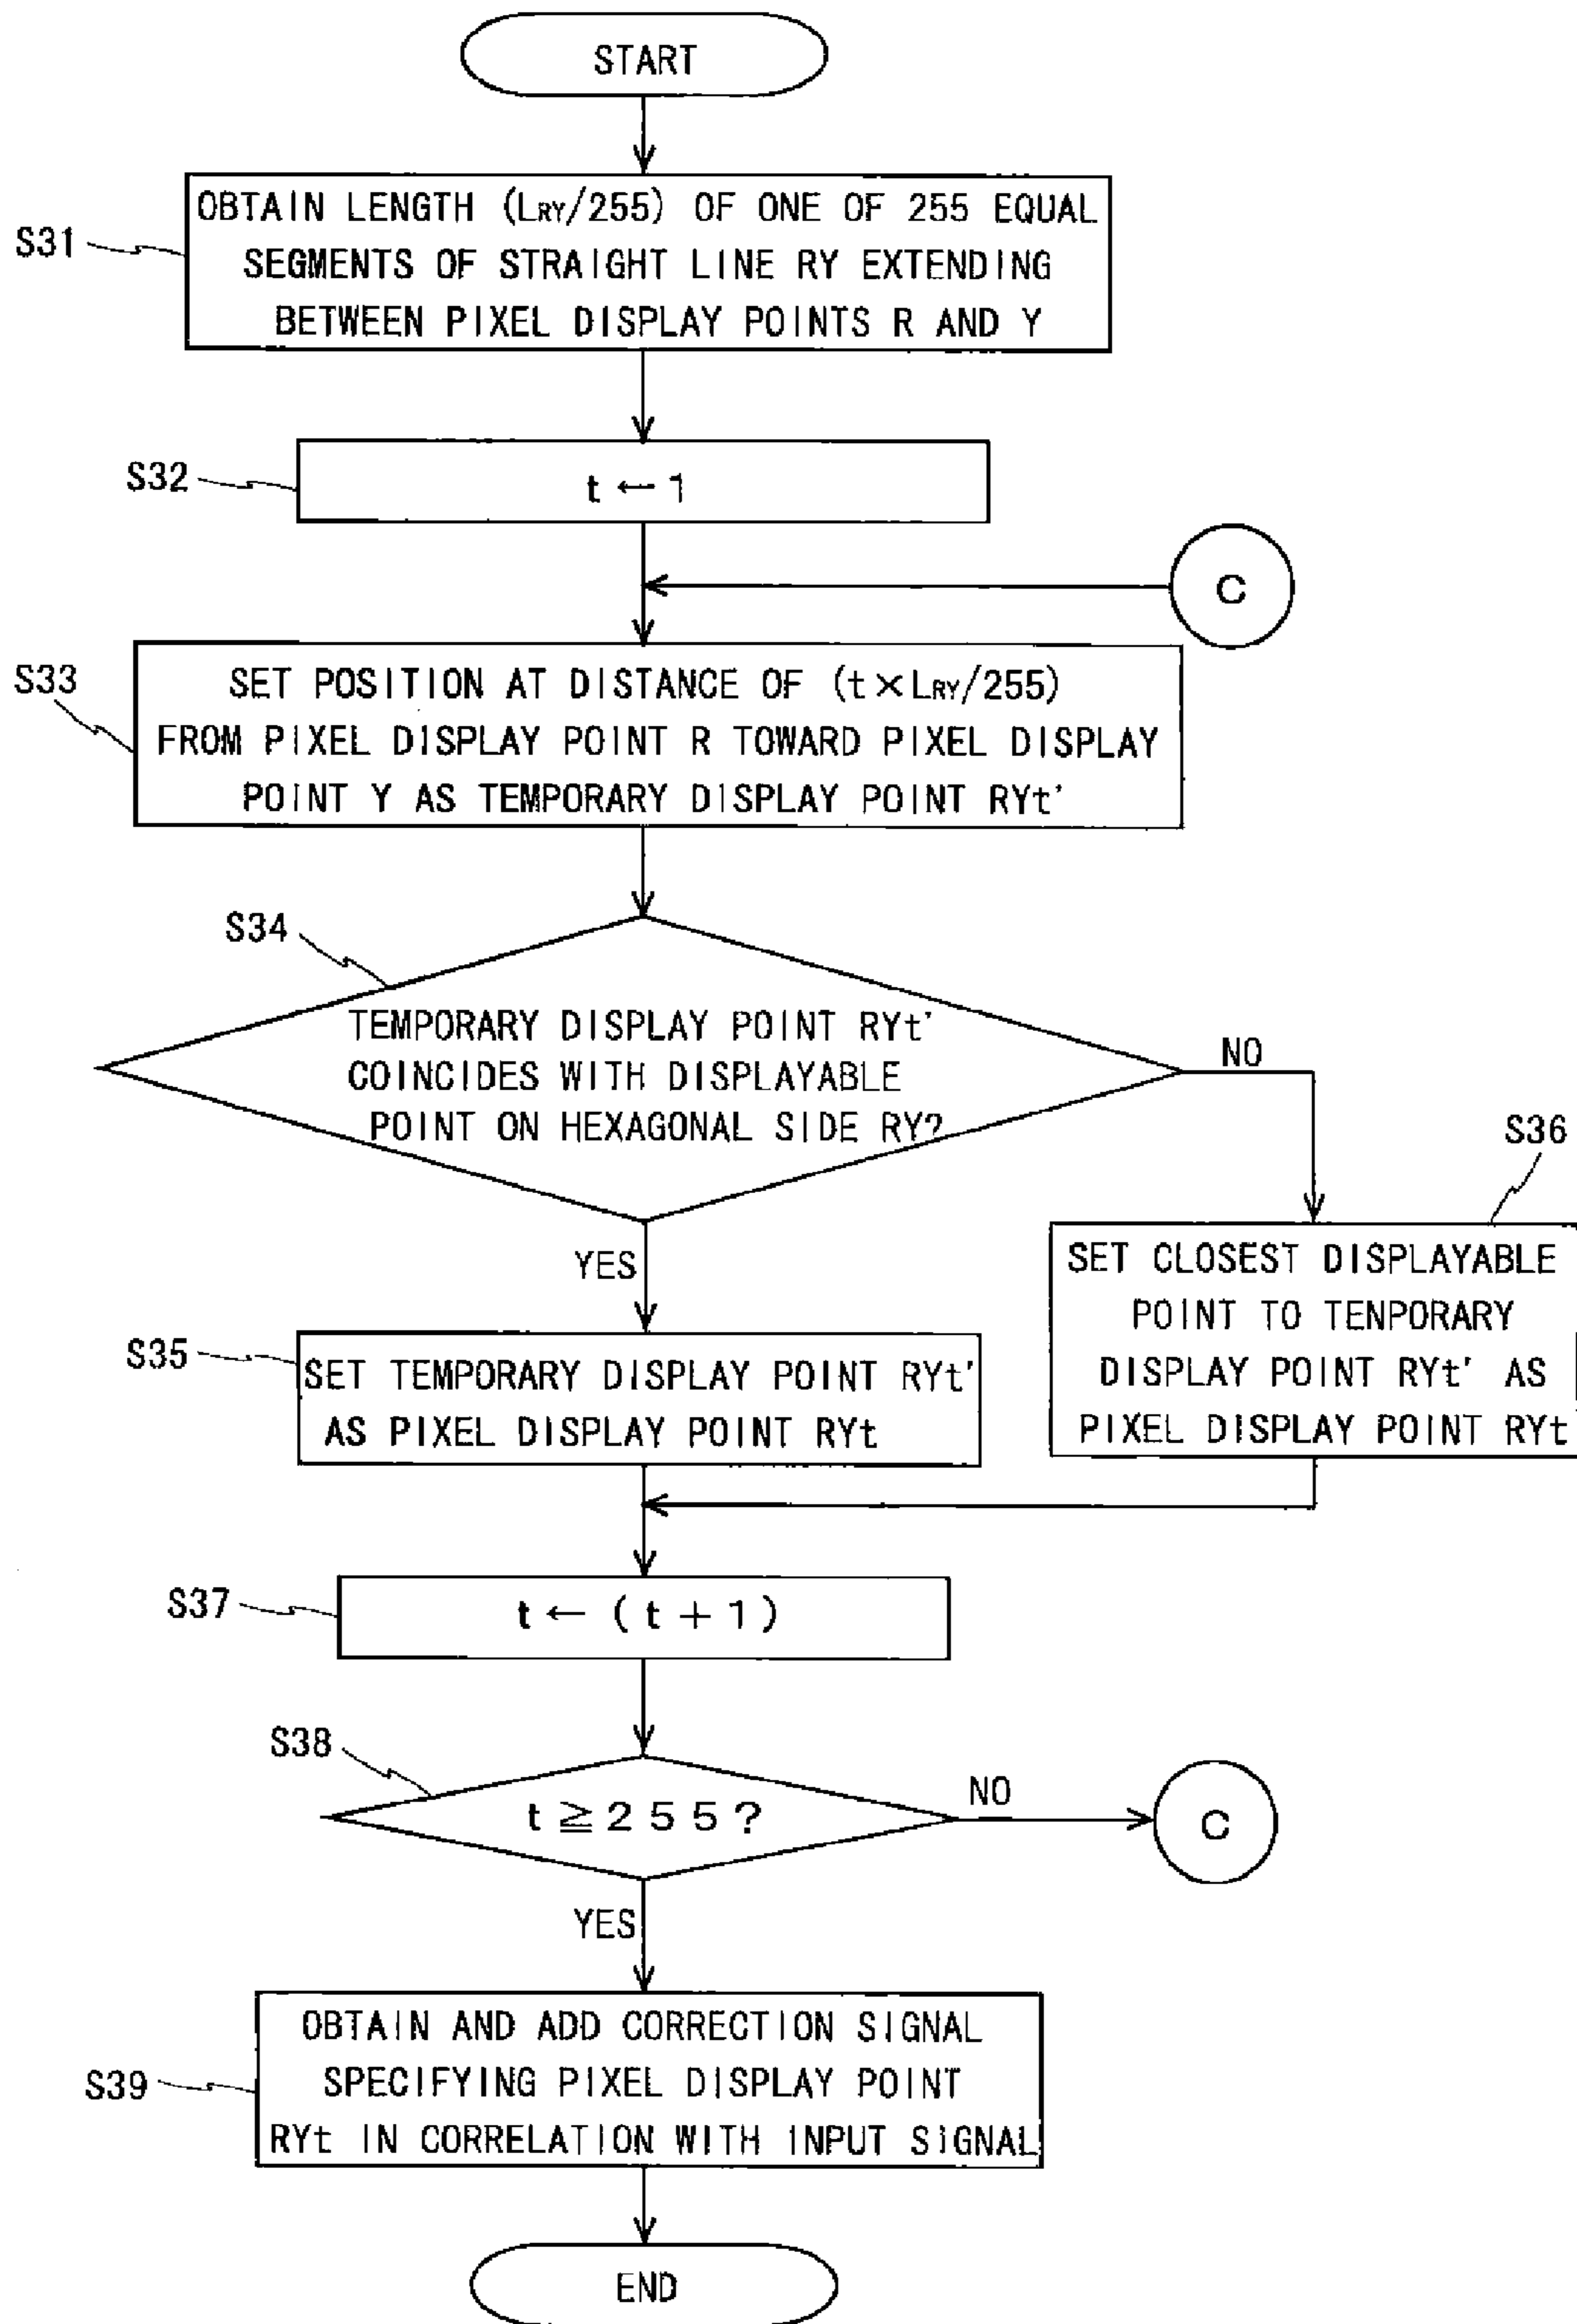 START
S31
OBTAIN LENGTH (LRY/255) OF ONE OF 255 EQUAL
SEGMENTS OF STRAIGHT LINE RY EXTENDING
BETWEEN PIXEL DISPLAY POINTS R AND Y
S32
t ← 1
C
S33
SET POSITION AT DISTANCE OF (t×LRY/255)
FROM PIXEL DISPLAY POINT R TOWARD PIXEL DISPLAY
POINT Y AS TEMPORARY DISPLAY POINT RYt'
S34
TEMPORARY DISPLAY POINT RYt'
COINCIDES WITH DISPLAYABLE
POINT ON HEXAGONAL SIDE RY?
NO
YES
S36
SET CLOSEST DISPLAYABLE
POINT TO TENPORARY
DISPLAY POINT RYt' AS
PIXEL DISPLAY POINT RYt
S35
SET TEMPORARY DISPLAY POINT RYt'
AS PIXEL DISPLAY POINT RYt
S37
t ← (t+1)
S38
t ≧ 255?
NO
C
YES
S39
OBTAIN AND ADD CORRECTION SIGNAL
SPECIFYING PIXEL DISPLAY POINT
RYt IN CORRELATION WITH INPUT SIGNAL
END